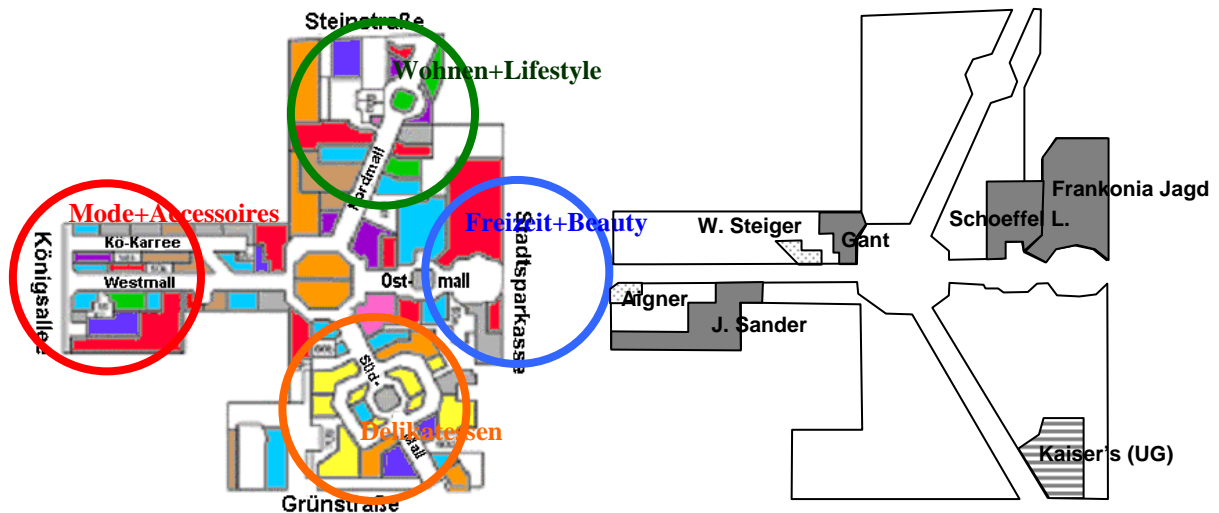 Steinstraße
Wohnen+Lifestyle
Nordmall
Mode+Accessoires
Freizeit+Beauty
Königsallee
Kö-Karree
Westmall
Ost-
mall
Stadtsparkasse
Süd-
mall
Delikatessen
Grünstraße
W. Steiger
Gant
Schoeffel L.
Frankonia Jagd
Aigner
J. Sander
Kaiser's (UG)